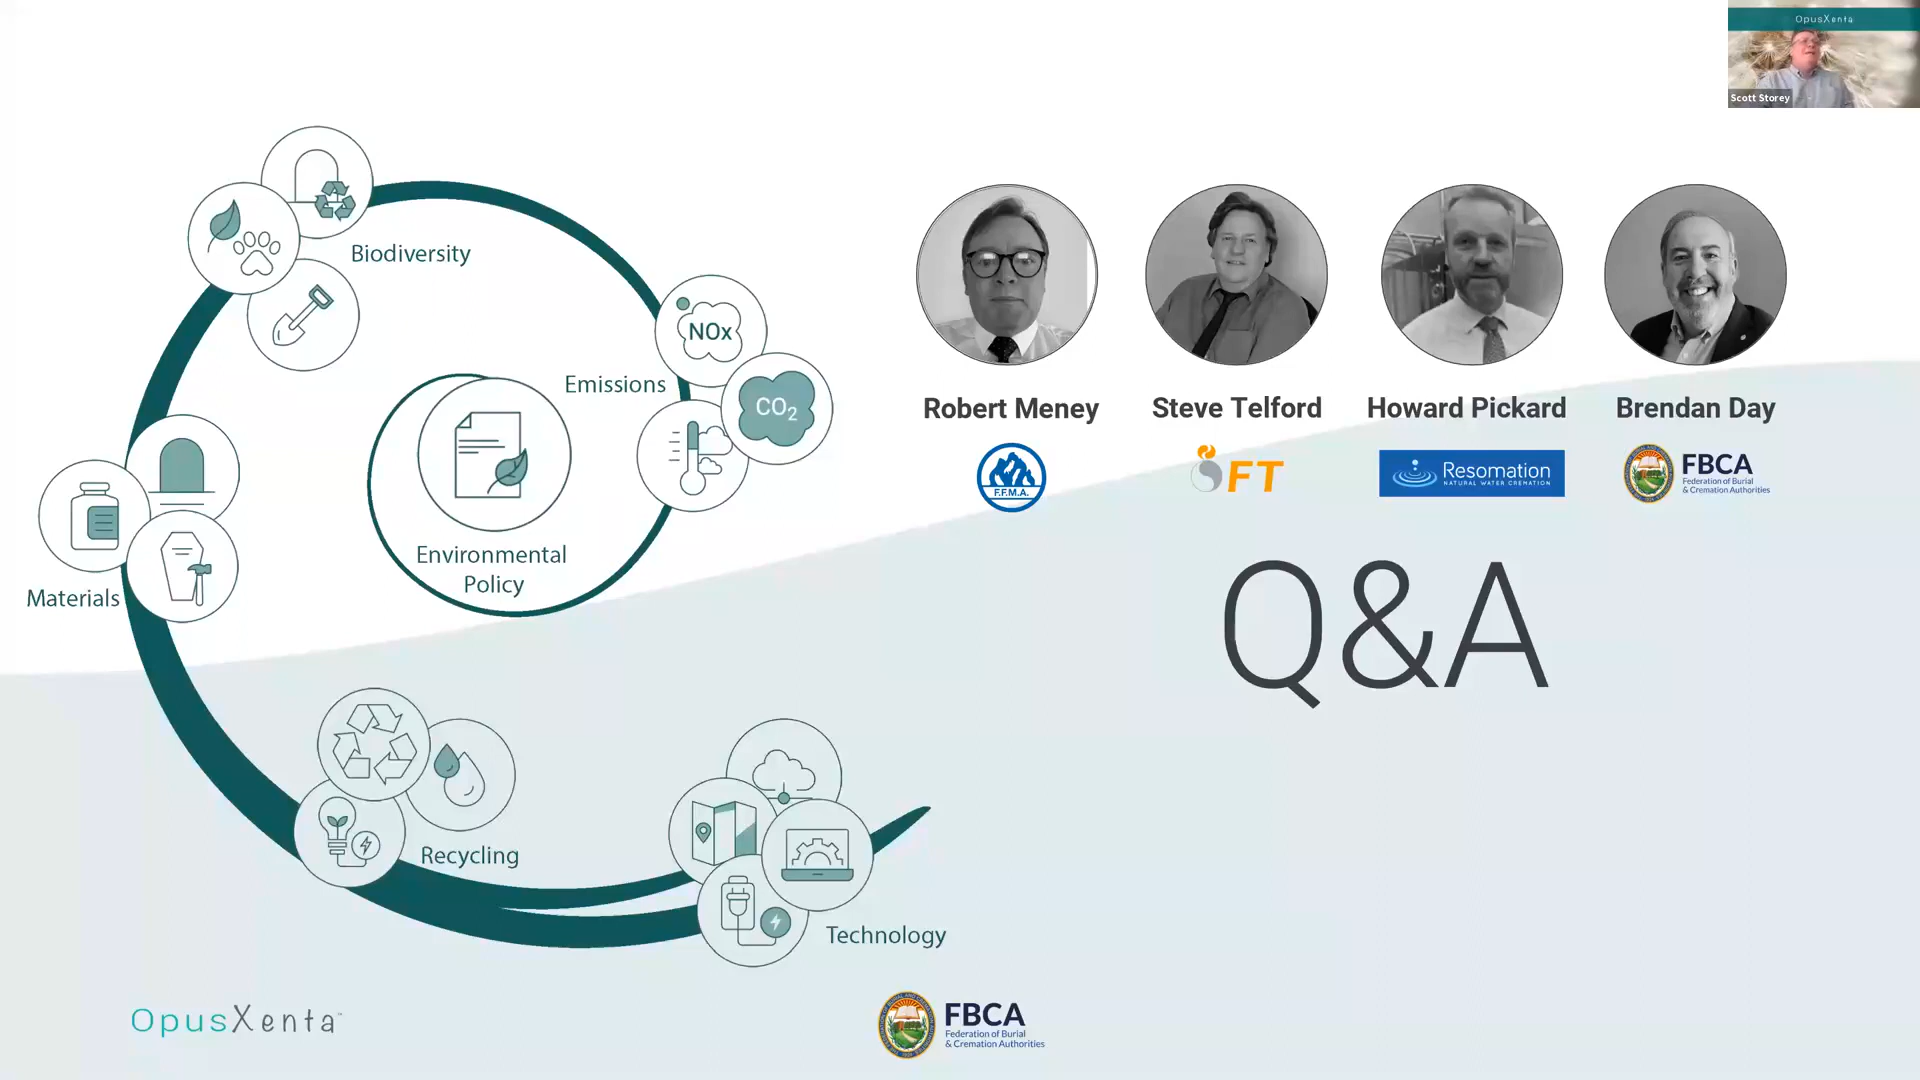 OpusXenta
Scott Storey
Biodiversity
NOx
Emissions
CO2
Environmental
Policy
Materials
Recycling
Technology
Robert Meney
Steve Telford
Howard Pickard
Brendan Day
F.F.M.A.
FT
Resomation
NATURAL WATER CREMATION
FBCA
Federation of Burial
& Cremation Authorities
Q&A
OpusXenta™
FBCA
Federation of Burial
& Cremation Authorities